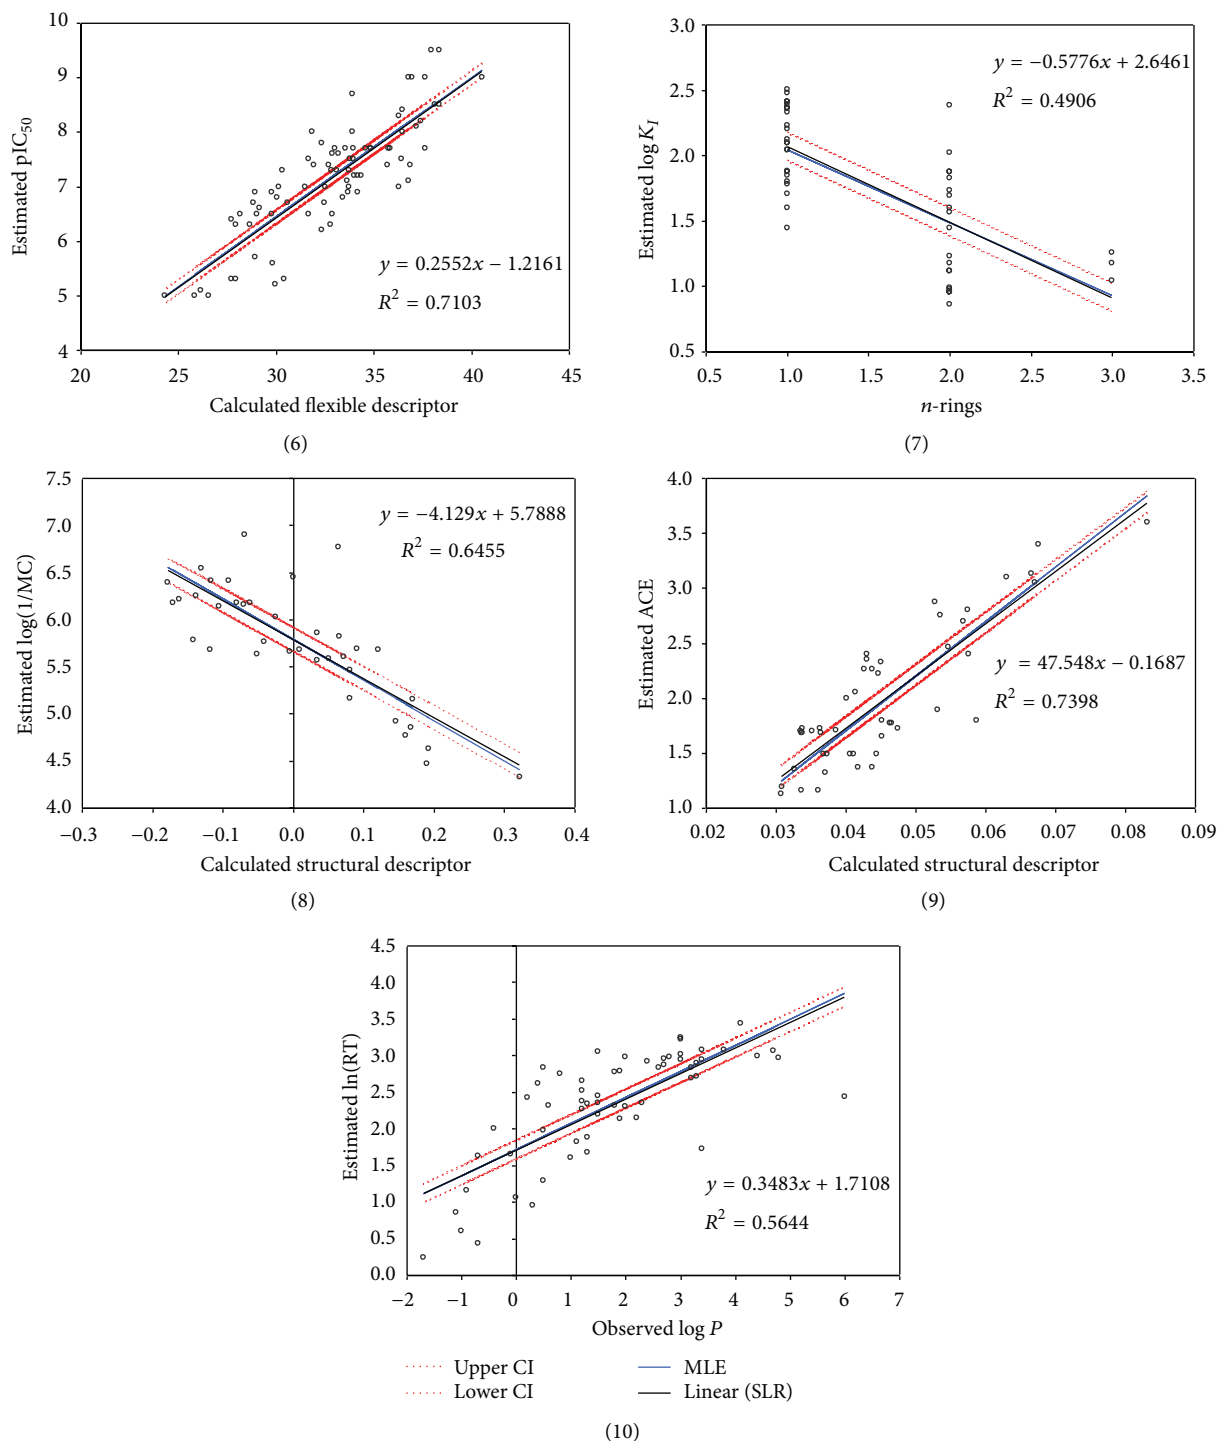 10
9
8
7
6
5
4
20 25 30 35 40 45
Estimated pIC50
Calculated flexible descriptor
y = 0.2552x − 1.2161
R2 = 0.7103
(6)
3.0
2.5
2.0
1.5
1.0
0.5
0.5 1.0 1.5 2.0 2.5 3.0 3.5
Estimated log KI
n-rings
y = −0.5776x + 2.6461
R2 = 0.4906
(7)
7.5
7.0
6.5
6.0
5.5
5.0
4.5
4.0
−0.3 −0.2 −0.1 0.0 0.1 0.2 0.3 0.4
Estimated log(1/MC)
Calculated structural descriptor
y = −4.129x + 5.7888
R2 = 0.6455
(8)
4.0
3.5
3.0
2.5
2.0
1.5
1.0
0.02 0.03 0.04 0.05 0.06 0.07 0.08 0.09
Estimated ACE
Calculated structural descriptor
y 47.548x − 0.1687
R2 = 0.7398
(9)
4.5
4.0
3.5
3.0
2.5
2.0
1.5
1.0
0.5
0.0
−2 −1 0 1 2 3 4 5 6 7
Estimated ln(RT)
Observed log P
y = 0.3483x + 1.7108
R2 = 0.5644
Upper CI
Lower CI
MLE
Linear (SLR)
(10)